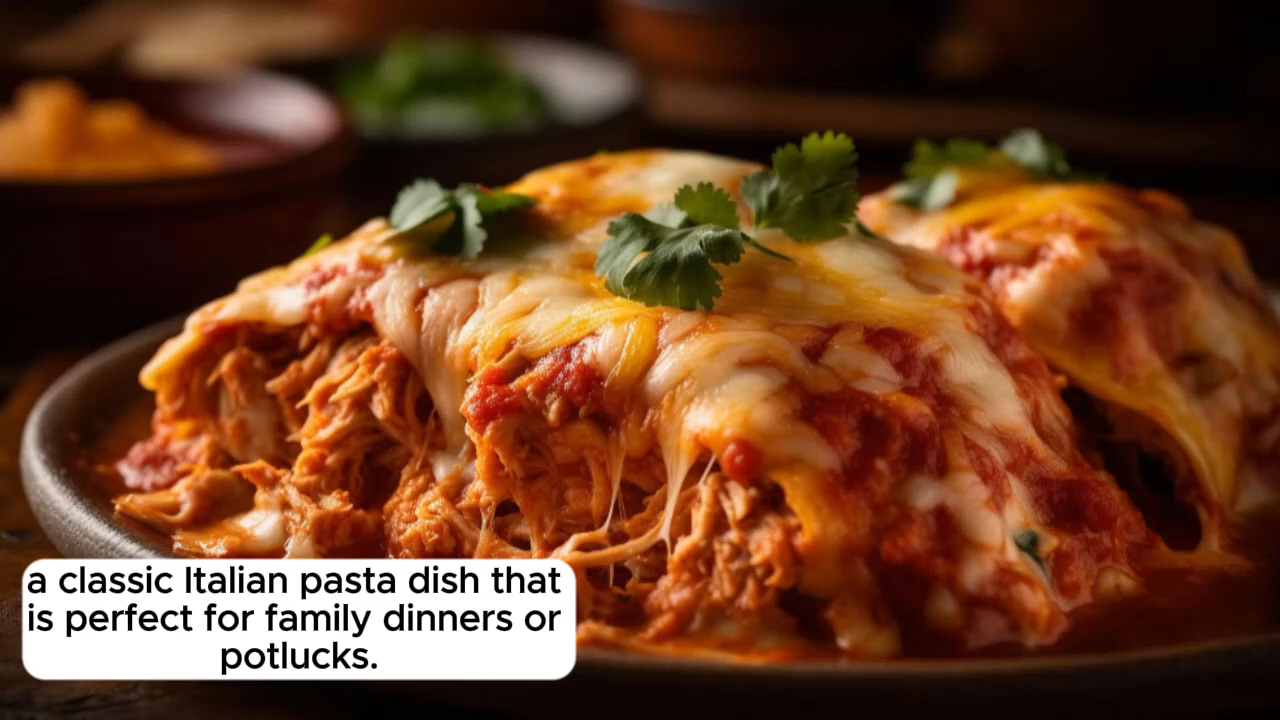 a classic Italian pasta dish that
is perfect for family dinners or
potlucks.